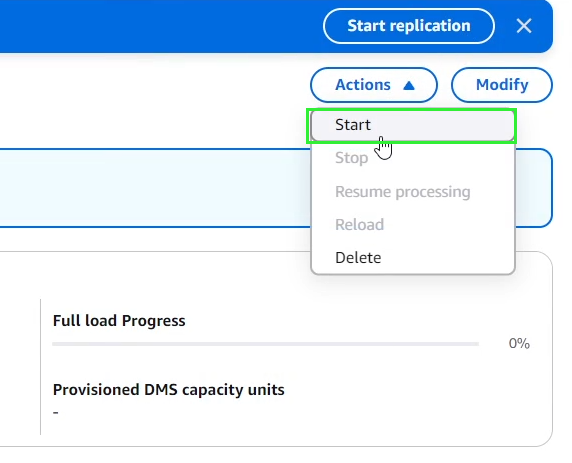 Start replication
Actions
Modify
Start
Stop
Resume processing
Reload
Delete
Full load Progress
0%
Provisioned DMS capacity units
-